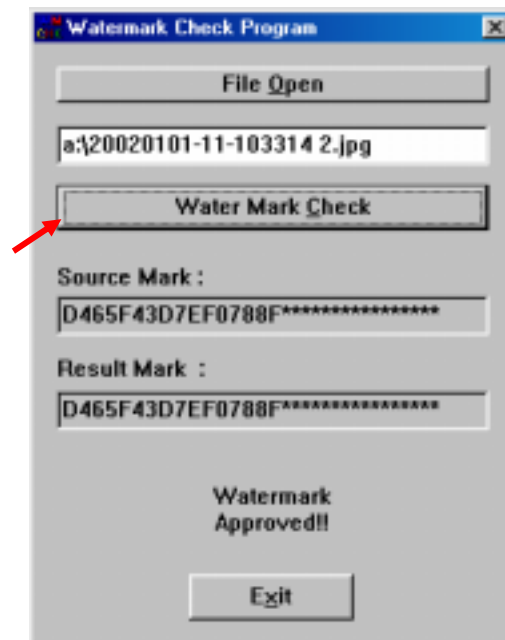 Watermark Check Program
File Open
a:\20020101-11-103314 2.jpg
Water Mark Check
Source Mark :
D465F43D7EF0788F****************
Result Mark :
D465F43D7EF0788F****************
Watermark
Approved!!
Exit